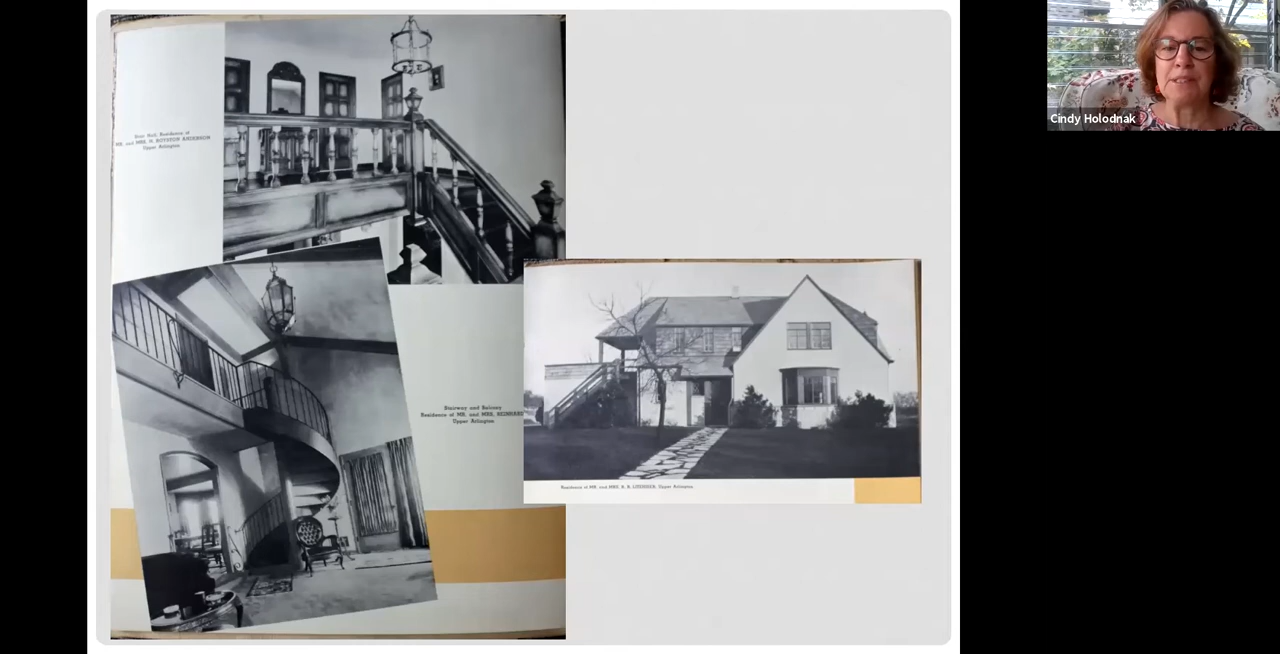 Stair Hall, Residence of
MR. and MRS. H. ROYSTON ANDERSON
Upper Arlington
Stairway and Balcony
Residence of MR. and MRS.
Upper Arlington
Residence of MR. and MRS. Upper Arlington.
Cindy Holodnak